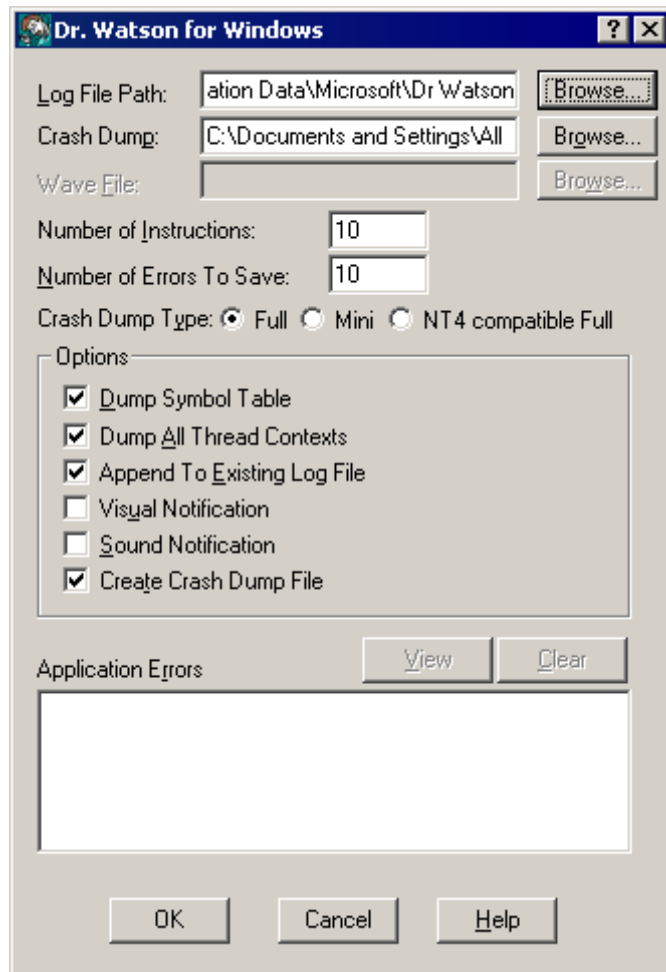 Dr. Watson for Windows
Log File Path: ation Data\Microsoft\Dr Watson Browse...
Crash Dump: C:\Documents and Settings\All Browse...
Wave File: Browse...
Number of Instructions: 10
Number of Errors To Save: 10
Crash Dump Type: Full Mini NT4 compatible Full
Options
Dump Symbol Table
Dump All Thread Contexts
Append To Existing Log File
Visual Notification
Sound Notification
Create Crash Dump File
Application Errors View Clear
OK Cancel Help